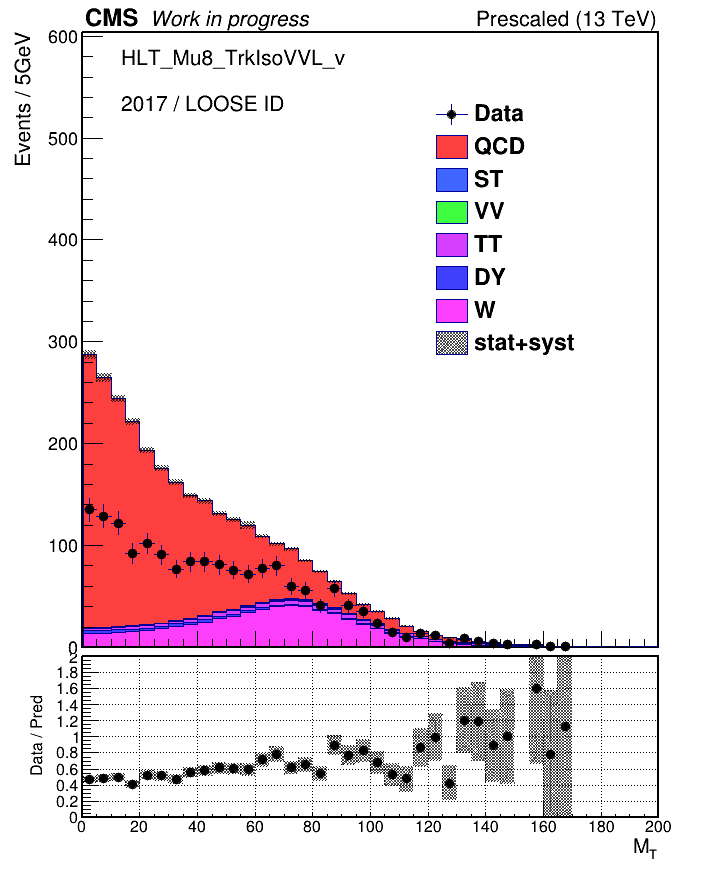 CMS Work in progress Prescaled (13 TeV)
Events / 5GeV
HLT_Mu8_TrkIsoVVL_v
2017 / LOOSE ID
Data
QCD
ST
VV
TT
DY
W
stat+syst
600
500
400
300
200
100
0
Data / Pred
2
1.8
1.6
1.4
1.2
1
0.8
0.6
0.4
0.2
0
0 20 40 60 80 100 120 140 160 180 200
M_T